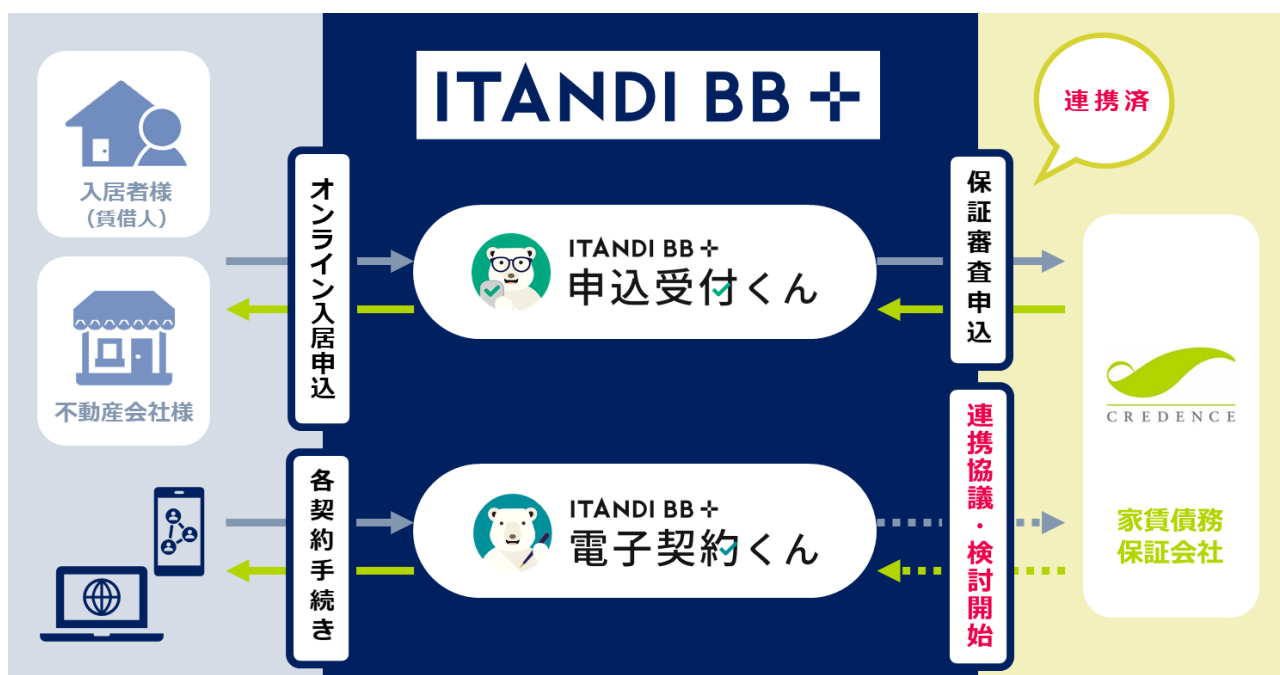 ITANDI BB
連携済
入居者様
（賃借人）
不動産会社様
オンライン入居申込
ITANDI BB
申込受付くん
保証審査申込
各契約手続き
ITANDI BB
電子契約くん
連携協議・検討開始
CREDENCE
家賃債務
保証会社